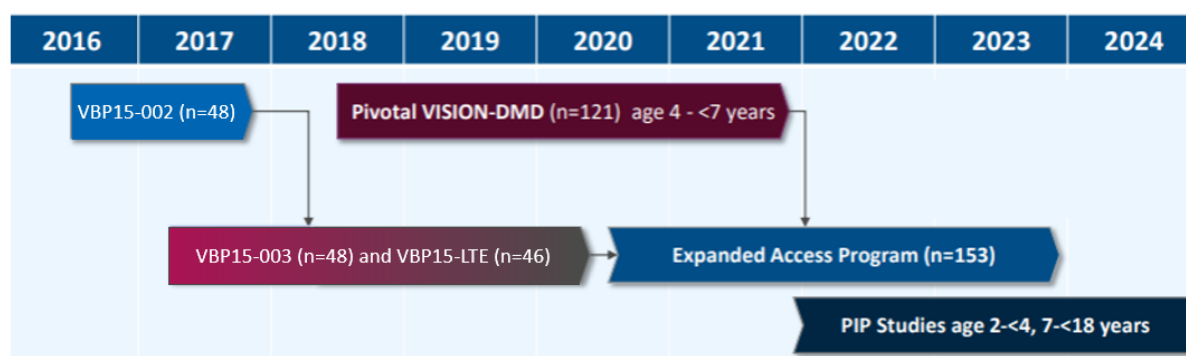 2016 2017 2018 2019 2020 2021 2022 2023 2024
VBP15-002 (n=48)
Pivotal VISION-DMD (n=121) age 4 - <7 years
VBP15-003 (n=48) and VBP15-LTE (n=46)
Expanded Access Program (n=153)
PIP Studies age 2-<4, 7-<18 years